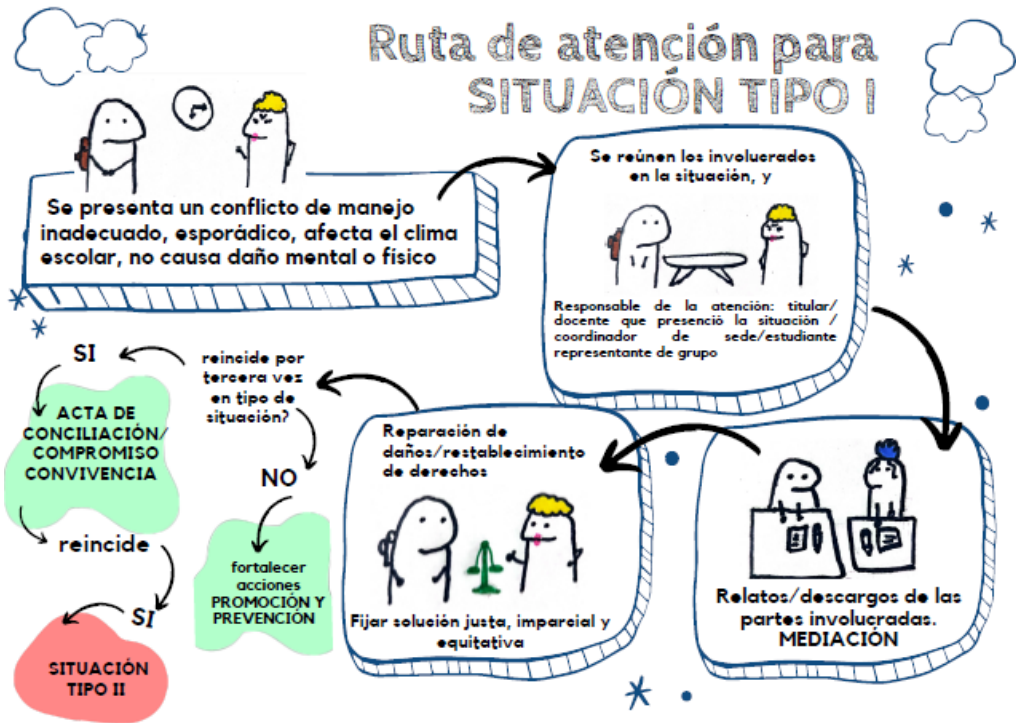 Ruta de atención para
SITUACIÓN TIPO I
Se presenta un conflicto de manejo
inadecuado, esporádico, afecta el clima
escolar, no causa daño mental o físico
Se reúnen los involucrados
en la situación, y
Responsable de la atención: titular/
docente que presenció la situación /
coordinador de sede/estudiante
representante de grupo
Relatos/descargos de las
partes involucradas.
MEDIACIÓN
Reparación de
daños/restablecimiento
de derechos
Fijar solución justa, imparcial y
equitativa
reincide por
tercera vez
en tipo de
situación?
SI
ACTA DE
CONCILIACIÓN/
COMPROMISO
CONVIVENCIA
reincide
SI
SITUACIÓN
TIPO II
NO
fortalecer
acciones
PROMOCIÓN Y
PREVENCIÓN